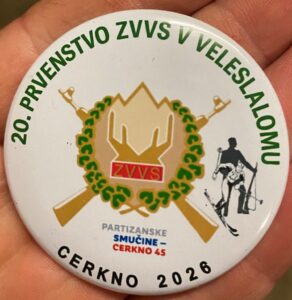 20. PRVENSTVO ZVVS V VELESLALOMU
ZVVS
PARTIZANSKE
SMUČINE –
CERKNO 45
CERKNO 2026